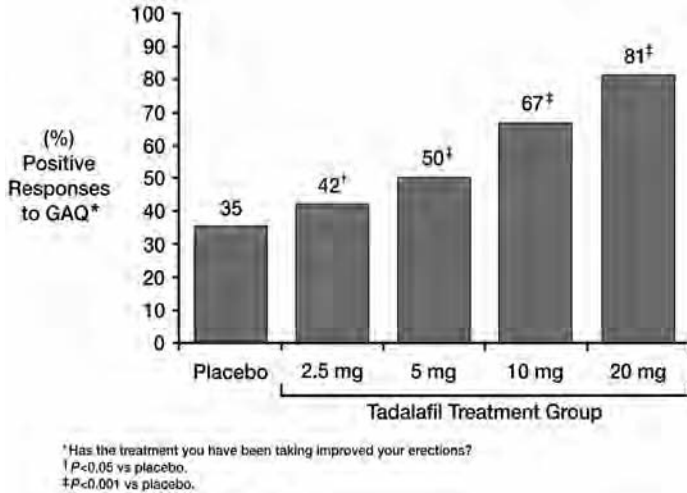 100
90
80
70
60
50
40
30
20
10
0
(%)
Positive
Responses
to GAQ*
35
42†
50‡
67‡
81‡
Placebo
2.5 mg
5 mg
10 mg
20 mg
Tadalafil Treatment Group
*Has the treatment you have been taking improved your erections?
†P<0.05 vs placebo.
‡P<0.001 vs placebo.